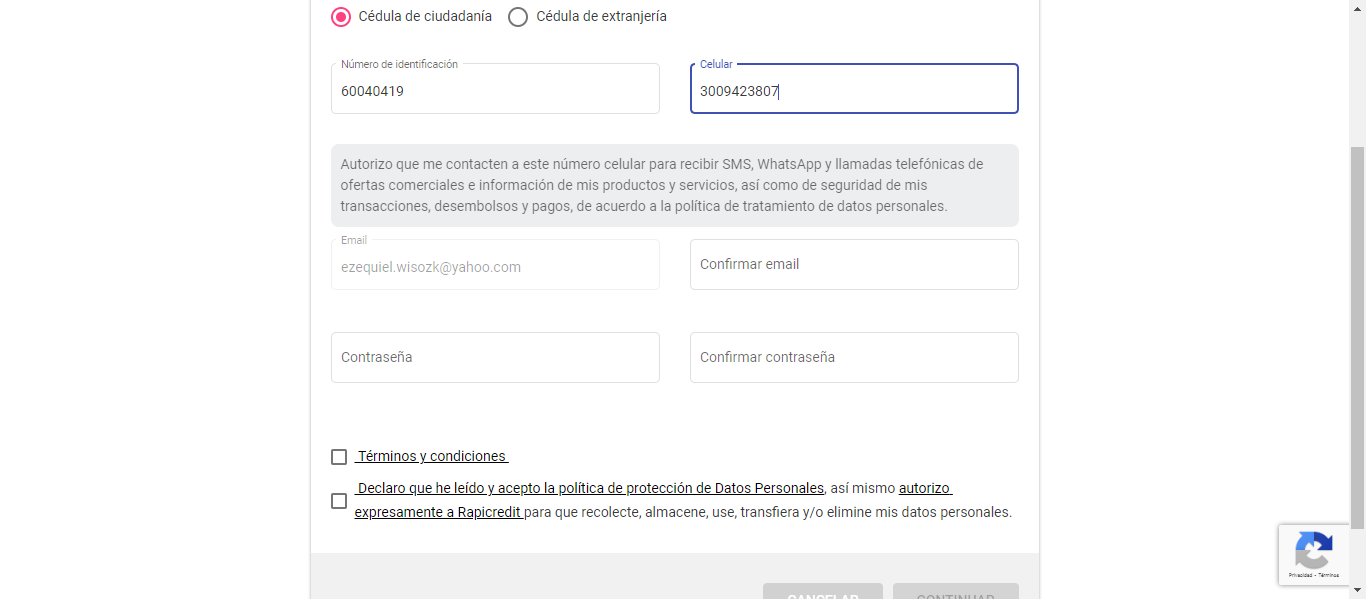 Cédula de ciudadanía Cédula de extranjería
Número de identificación Celular
60040419 3009423807
Autorizo que me contacten a este número celular para recibir SMS, WhatsApp y llamadas telefónicas de
ofertas comerciales e información de mis productos y servicios, así como de seguridad de mis
transacciones, desembolsos y pagos, de acuerdo a la política de tratamiento de datos personales.
Email
ezequiel.wisozk@yahoo.com Confirmar email
Contraseña Confirmar contraseña
Términos y condiciones
Declaro que he leído y acepto la política de protección de Datos Personales, así mismo autorizo
expresamente a Rapicredit para que recolecte, almacene, use, transfiera y/o elimine mis datos personales.
Privacidad - Términos
CANCELAR CONTINUAR